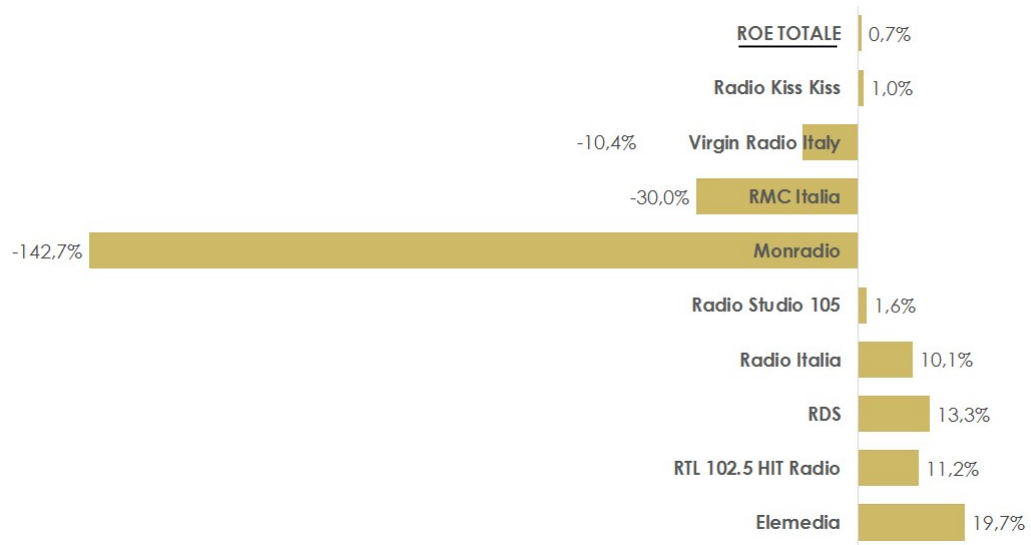 ROE TOTALE 0,7%
Radio Kiss Kiss 1,0%
-10,4% Virgin Radio Italy
-30,0% RMC Italia
-142,7% Monradio
Radio Studio 105 1,6%
Radio Italia 10,1%
RDS 13,3%
RTL 102.5 HIT Radio 11,2%
Elemedia 19,7%